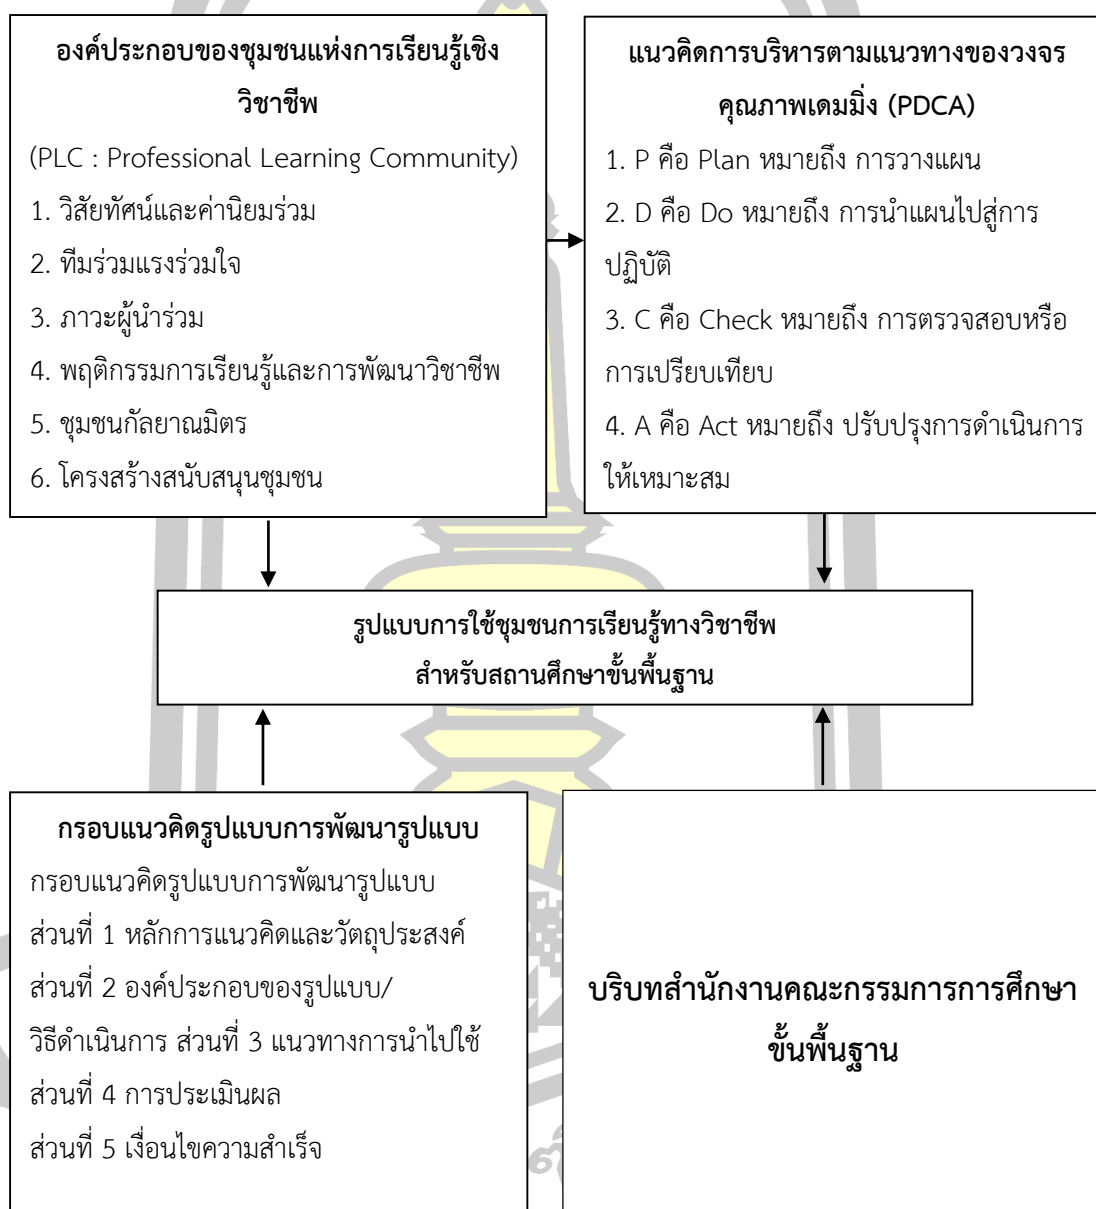 องค์ประกอบของชุมชนแห่งการเรียนรู้เชิง
วิชาชีพ
(PLC : Professional Learning Community)
1. วิสัยทัศน์และค่านิยมร่วม
2. ทีมร่วมแรงร่วมใจ
3. ภาวะผู้นำร่วม
4. พฤติกรรมการเรียนรู้และการพัฒนาวิชาชีพ
5. ชุมชนกัลยาณมิตร
6. โครงสร้างสนับสนุนชุมชน
แนวคิดการบริหารตามแนวทางของวงจร
คุณภาพเดมมิ่ง (PDCA)
1. P คือ Plan หมายถึง การวางแผน
2. D คือ Do หมายถึง การนำแผนไปสู่การ
ปฏิบัติ
3. C คือ Check หมายถึง การตรวจสอบหรือ
การเปรียบเทียบ
4. A คือ Act หมายถึง ปรับปรุงการดำเนินการ
ให้เหมาะสม
รูปแบบการใช้ชุมชนการเรียนรู้ทางวิชาชีพ
สำหรับสถานศึกษาขั้นพื้นฐาน
กรอบแนวคิดรูปแบบการพัฒนารูปแบบ
กรอบแนวคิดรูปแบบการพัฒนารูปแบบ
ส่วนที่ 1 หลักการแนวคิดและวัตถุประสงค์
ส่วนที่ 2 องค์ประกอบของรูปแบบ/
วิธีดำเนินการ ส่วนที่ 3 แนวทางการนำไปใช้
ส่วนที่ 4 การประเมินผล
ส่วนที่ 5 เงื่อนไขความสำเร็จ
บริบทสำนักงานคณะกรรมการการศึกษา
ขั้นพื้นฐาน